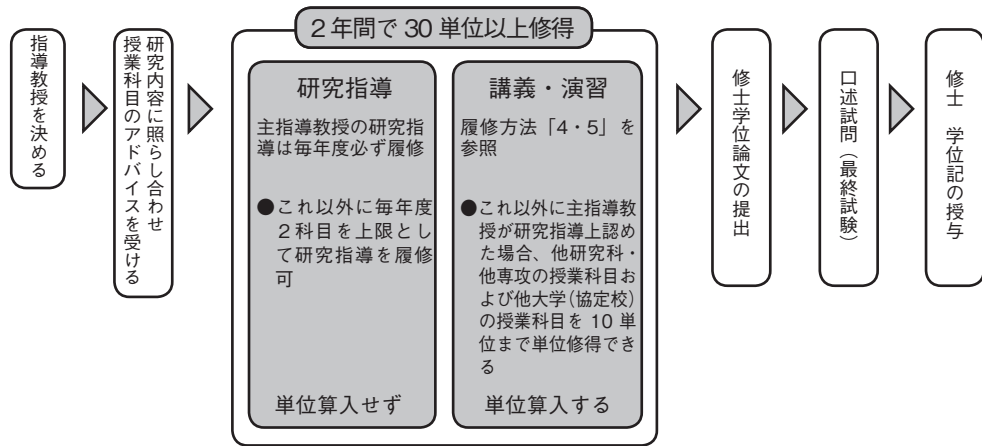 指導教授を決める
研究内容に照らし合わせ
授業科目のアドバイスを受ける
2年間で 30 単位以上修得
研究指導
主指導教授の研究指
導は毎年度必ず履修
●これ以外に毎年度
2科目を上限とし
て研究指導を履修
可
単位算入せず
講義・演習
履修方法「4・5」を
参照
●これ以外に主指導教
授が研究指導上認め
た場合、他研究科・
他専攻の授業科目お
よび他大学(協定校)
の授業科目を 10 単
位まで単位修得でき
る
単位算入する
修士学位論文の提出
口述試問(最終試験)
修士 学位記の授与